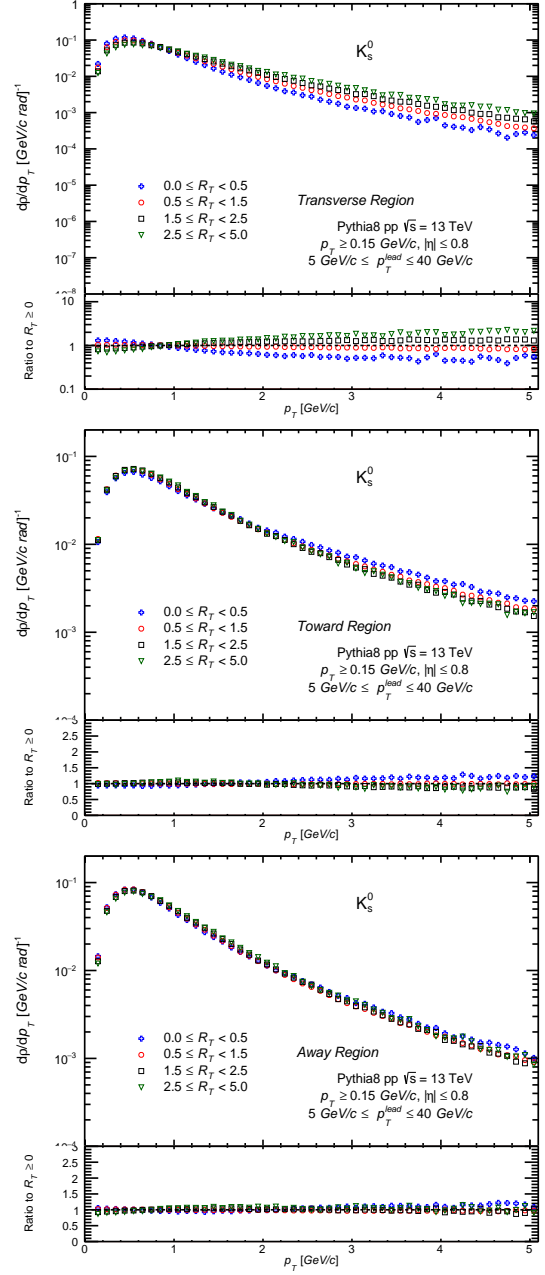 K⁰ₛ
dρ/dp_T [GeV/c rad]⁻¹
10⁻¹
10⁻²
10⁻³
10⁻⁴
10⁻⁵
10⁻⁶
10⁻⁷
10⁻⁸
1
0.0 ≤ R_T < 0.5
0.5 ≤ R_T < 1.5
1.5 ≤ R_T < 2.5
2.5 ≤ R_T < 5.0
Transverse Region
Pythia8 pp √s = 13 TeV
p_T ≥ 0.15 GeV/c, |η| ≤ 0.8
5 GeV/c ≤ p_T^lead ≤ 40 GeV/c
Ratio to R_T ≥ 0
10
1
0.1
0 1 2 3 4 5
p_T [GeV/c]
K⁰ₛ
dρ/dp_T [GeV/c rad]⁻¹
10⁻¹
10⁻²
10⁻³
0.0 ≤ R_T < 0.5
0.5 ≤ R_T < 1.5
1.5 ≤ R_T < 2.5
2.5 ≤ R_T < 5.0
Toward Region
Pythia8 pp √s = 13 TeV
p_T ≥ 0.15 GeV/c, |η| ≤ 0.8
5 GeV/c ≤ p_T^lead ≤ 40 GeV/c
Ratio to R_T ≥ 0
2.5
2
1.5
1
0.5
0
0 1 2 3 4 5
p_T [GeV/c]
K⁰ₛ
dρ/dp_T [GeV/c rad]⁻¹
10⁻¹
10⁻²
10⁻³
0.0 ≤ R_T < 0.5
0.5 ≤ R_T < 1.5
1.5 ≤ R_T < 2.5
2.5 ≤ R_T < 5.0
Away Region
Pythia8 pp √s = 13 TeV
p_T ≥ 0.15 GeV/c, |η| ≤ 0.8
5 GeV/c ≤ p_T^lead ≤ 40 GeV/c
Ratio to R_T ≥ 0
2.5
2
1.5
1
0.5
0
0 1 2 3 4 5
p_T [GeV/c]